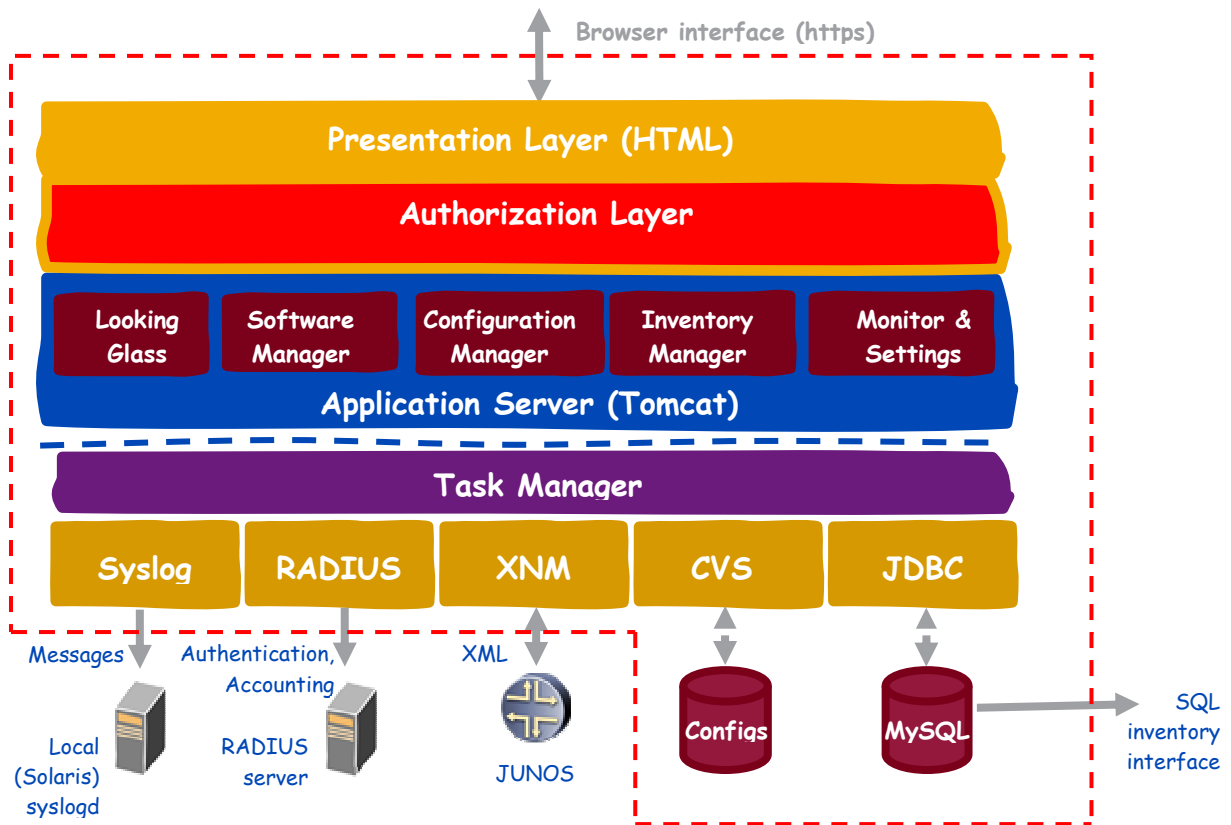 Browser interface (https)
Presentation Layer (HTML)
Authorization Layer
Looking
Glass
Software
Manager
Configuration
Manager
Inventory
Manager
Monitor &
Settings
Application Server (Tomcat)
Task Manager
Syslog
RADIUS
XNM
CVS
JDBC
Messages
Authentication,
Accounting
XML
Local
(Solaris)
syslogd
RADIUS
server
JUNOS
Configs
MySQL
SQL
inventory
interface